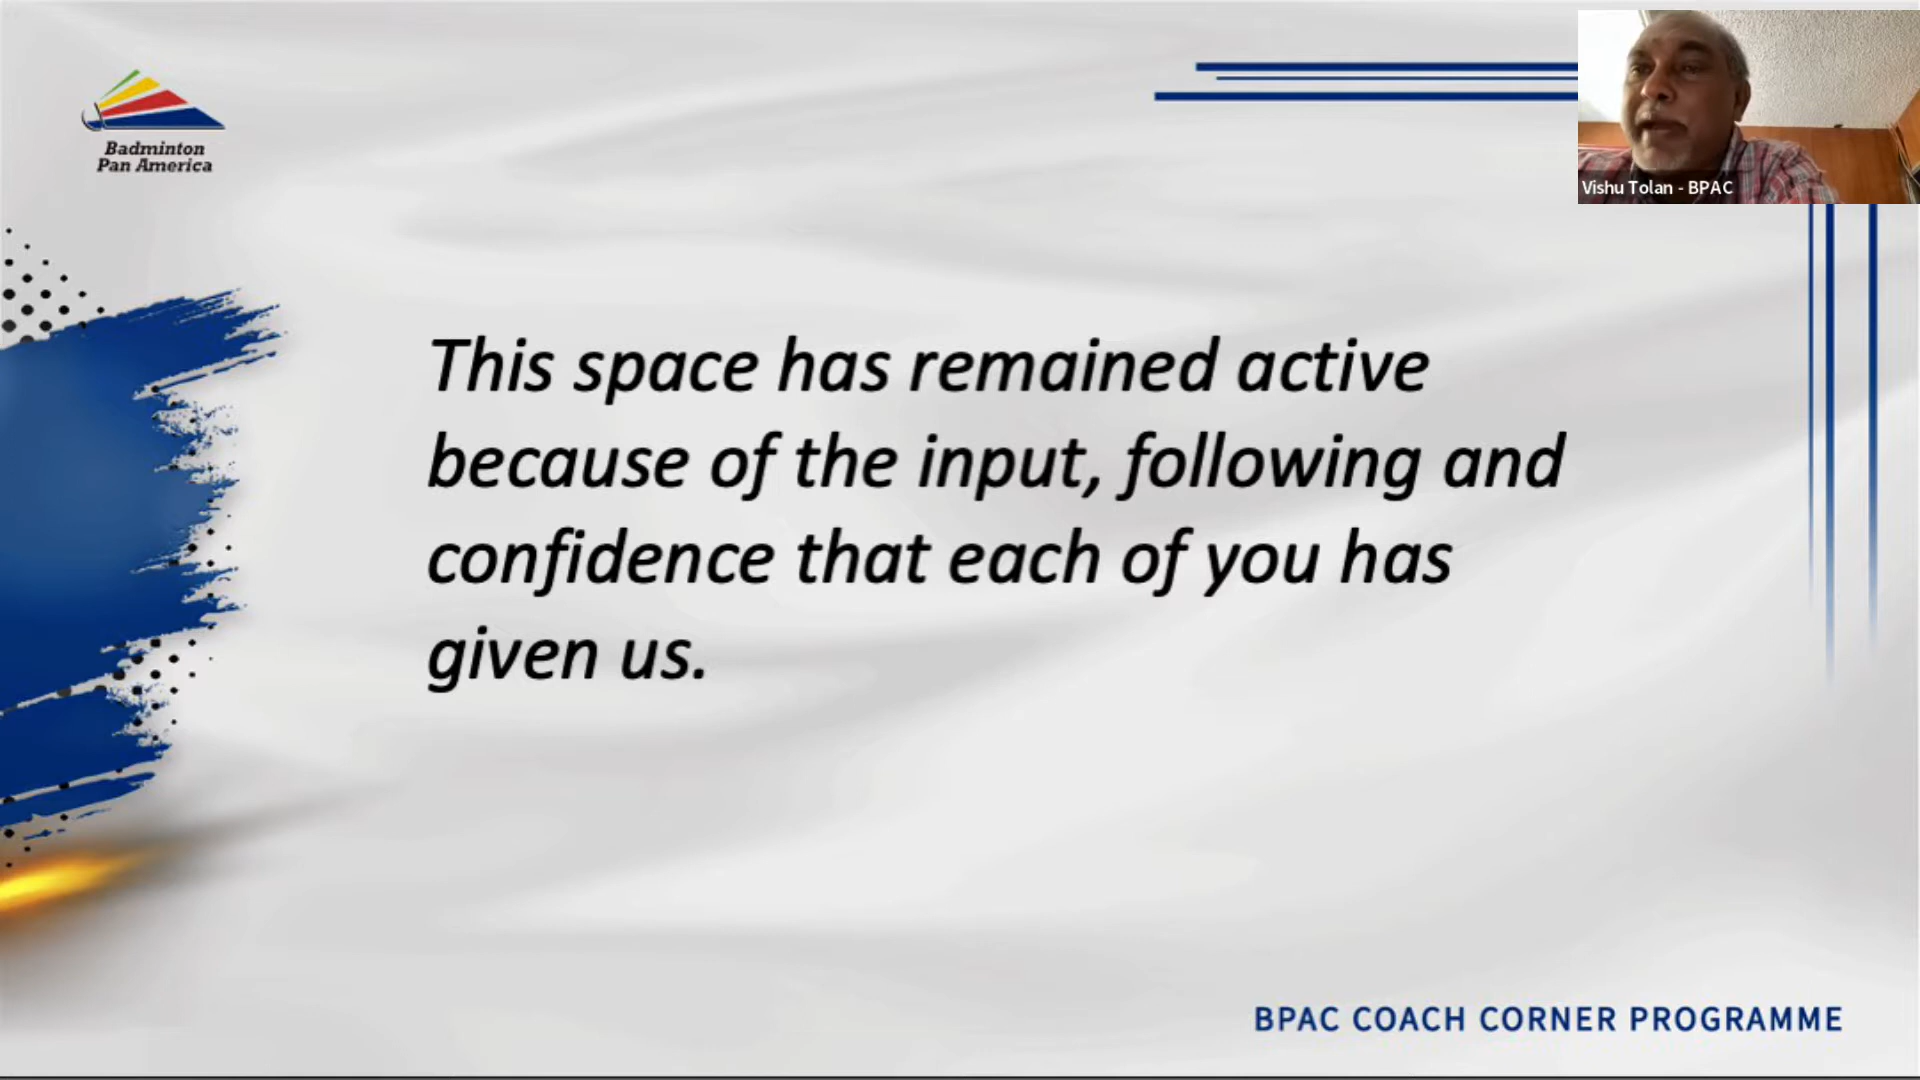 Badminton
Pan America
Vishu Tolan - BPAC
This space has remained active
because of the input, following and
confidence that each of you has
given us.
BPAC COACH CORNER PROGRAMME